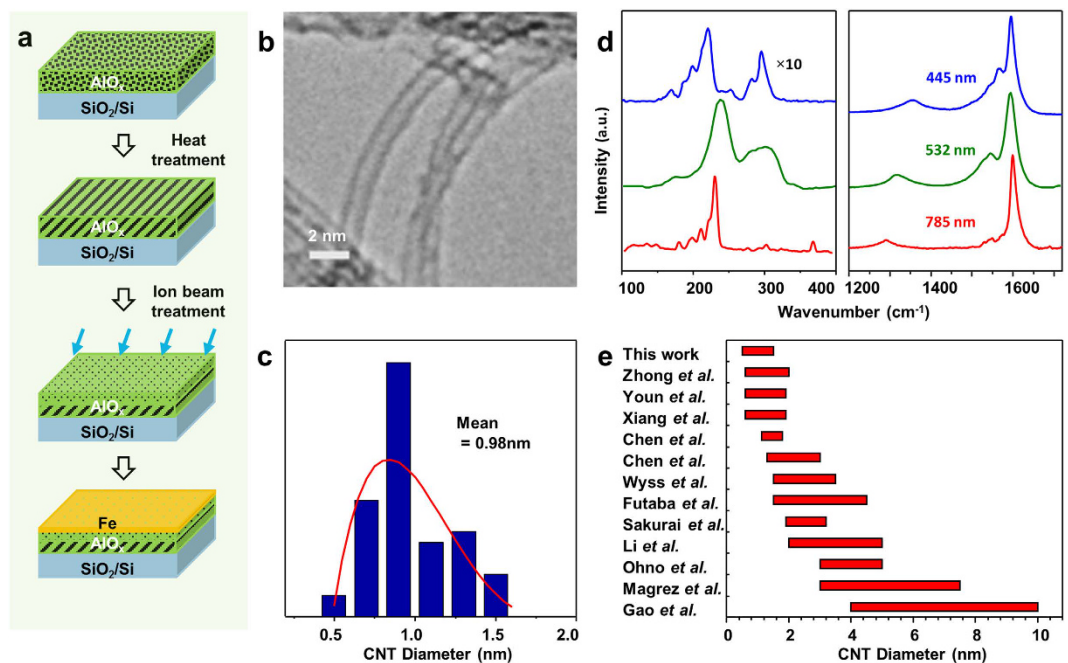 a
AlOₓ
SiO₂/Si
Heat
treatment
AlOₓ
SiO₂/Si
Ion beam
treatment
AlOₓ
SiO₂/Si
Fe
AlOₓ
SiO₂/Si
b
2 nm
c
Mean
= 0.98nm
0.5 1.0 1.5 2.0
CNT Diameter (nm)
d
Intensity (a.u.)
×10
445 nm
532 nm
785 nm
100 200 300 400 1200 1400 1600
Wavenumber (cm⁻¹)
e
This work
Zhong et al.
Youn et al.
Xiang et al.
Chen et al.
Chen et al.
Wyss et al.
Futaba et al.
Sakurai et al.
Li et al.
Ohno et al.
Magrez et al.
Gao et al.
0 2 4 6 8 10
CNT Diameter (nm)